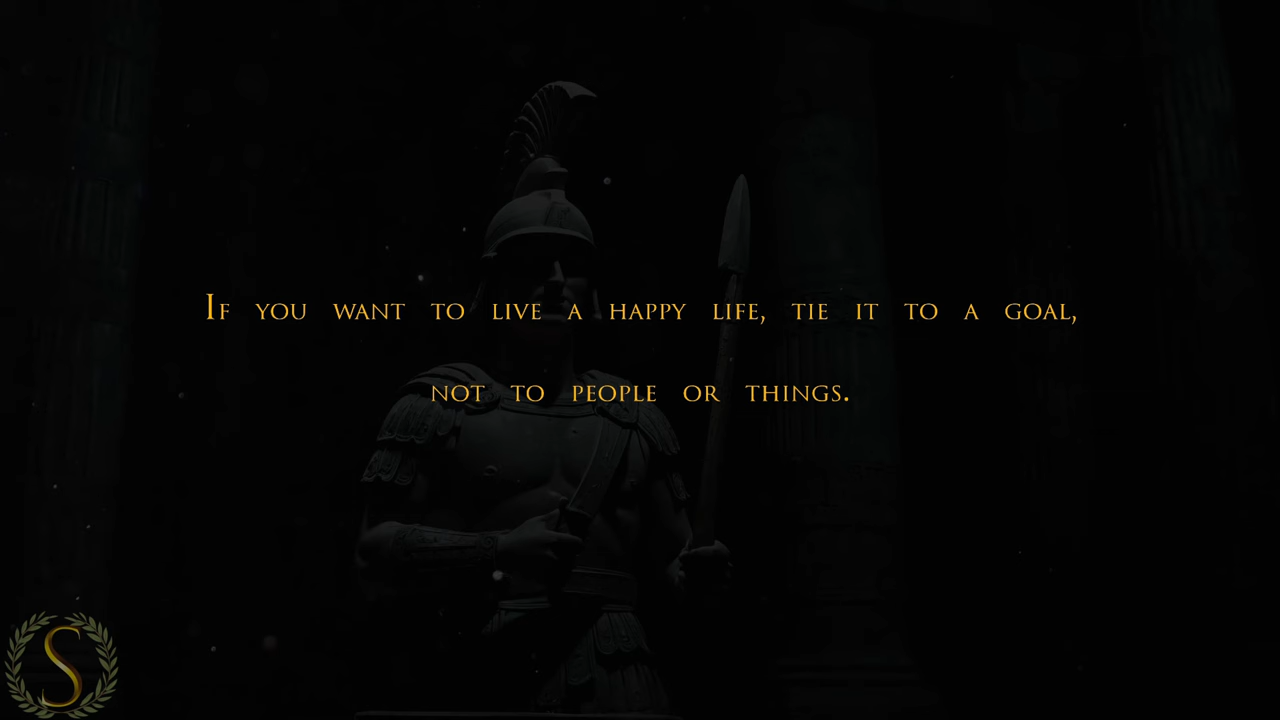 If you want to live a happy life, tie it to a goal,
not to people or things.
S